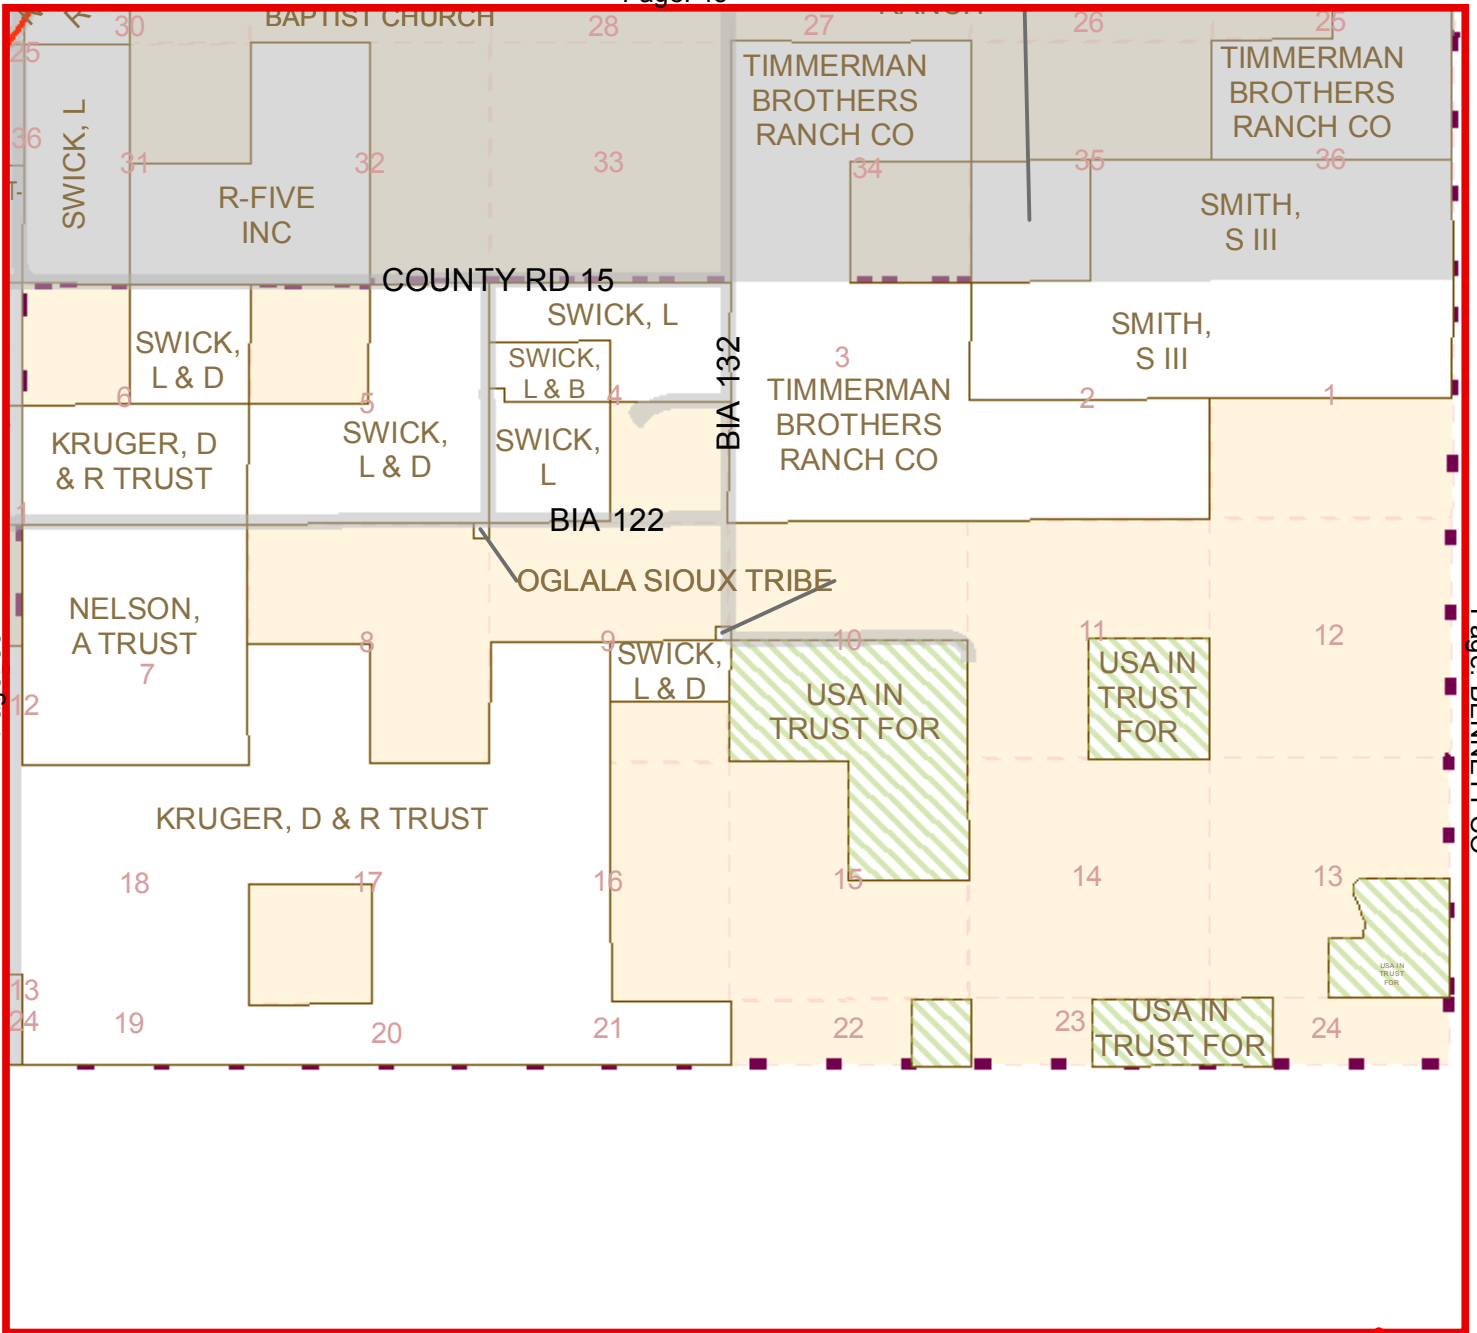 BAPTIST CHURCH
30
28
27
26
25
25
TIMMERMAN
BROTHERS
RANCH CO
TIMMERMAN
BROTHERS
RANCH CO
SWICK, L
36
31
32
33
34
35
36
R-FIVE
INC
SMITH,
S III
COUNTY RD 15
SWICK, L
SWICK,
L & D
SWICK,
L & B
BIA 132
3
SMITH,
S III
6
5
4
2
1
TIMMERMAN
BROTHERS
RANCH CO
KRUGER, D
& R TRUST
SWICK,
L & D
SWICK,
L
1
BIA 122
OGLALA SIOUX TRIBE
NELSON,
A TRUST
7
8
9
10
11
12
12
SWICK,
L & D
USA IN
TRUST FOR
USA IN
TRUST
FOR
KRUGER, D & R TRUST
18
17
16
15
14
13
13
24
USA IN
TRUST
FOR
19
20
21
22
23
24
USA IN
TRUST FOR